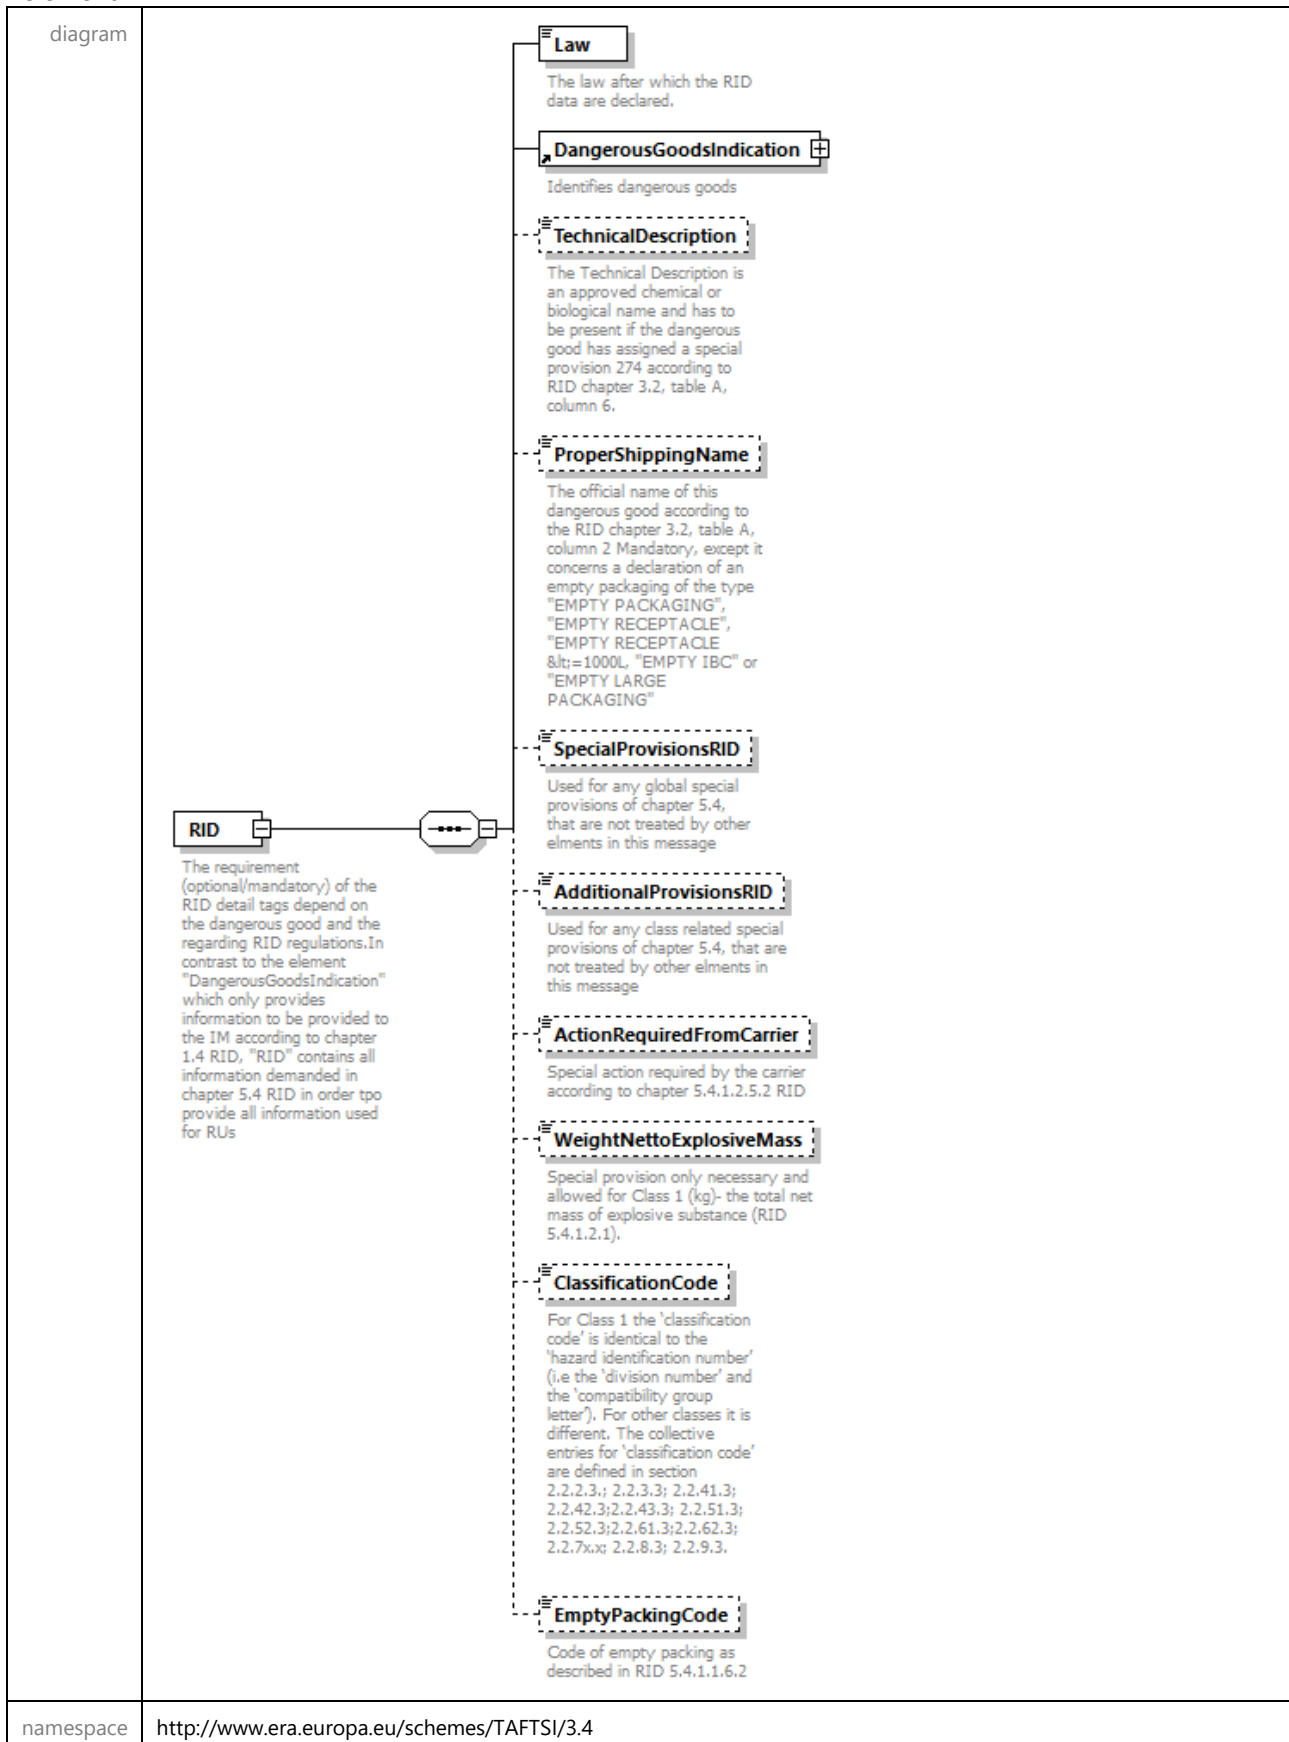 diagram
Law
The law after which the RID
data are declared.
DangerousGoodsIndication
Identifies dangerous goods
TechnicalDescription
The Technical Description is
an approved chemical or
biological name and has to
be present if the dangerous
good has assigned a special
provision 274 according to
RID chapter 3.2, table A,
column 6.
ProperShippingName
The official name of this
dangerous good according to
the RID chapter 3.2, table A,
column 2 Mandatory, except it
concerns a declaration of an
empty packaging of the type
"EMPTY PACKAGING",
"EMPTY RECEPTACLE",
"EMPTY RECEPTACLE
&lt;=1000L, "EMPTY IBC" or
"EMPTY LARGE
PACKAGING"
SpecialProvisionsRID
Used for any global special
provisions of chapter 5.4,
that are not treated by other
elments in this message
RID
The requirement
(optional/mandatory) of the
RID detail tags depend on
the dangerous good and the
regarding RID regulations.In
contrast to the element
"DangerousGoodsIndication"
which only provides
information to be provided to
the IM according to chapter
1.4 RID, "RID" contains all
information demanded in
chapter 5.4 RID in order tpo
provide all information used
for RUs
AdditionalProvisionsRID
Used for any class related special
provisions of chapter 5.4, that are
not treated by other elments in
this message
ActionRequiredFromCarrier
Special action required by the carrier
according to chapter 5.4.1.2.5.2 RID
WeightNettoExplosiveMass
Special provision only necessary and
allowed for Class 1 (kg)- the total net
mass of explosive substance (RID
5.4.1.2.1).
ClassificationCode
For Class 1 the ‘classification
code’ is identical to the
‘hazard identification number’
(i.e the ‘division number’ and
the ‘compatibility group
letter’). For other classes it is
different. The collective
entries for ‘classification code’
are defined in section
2.2.2.3.; 2.2.3.3; 2.2.41.3;
2.2.42.3;2.2.43.3; 2.2.51.3;
2.2.52.3;2.2.61.3;2.2.62.3;
2.2.7x.x; 2.2.8.3; 2.2.9.3.
EmptyPackingCode
Code of empty packing as
described in RID 5.4.1.1.6.2
namespace
http://www.era.europa.eu/schemes/TAFTSI/3.4